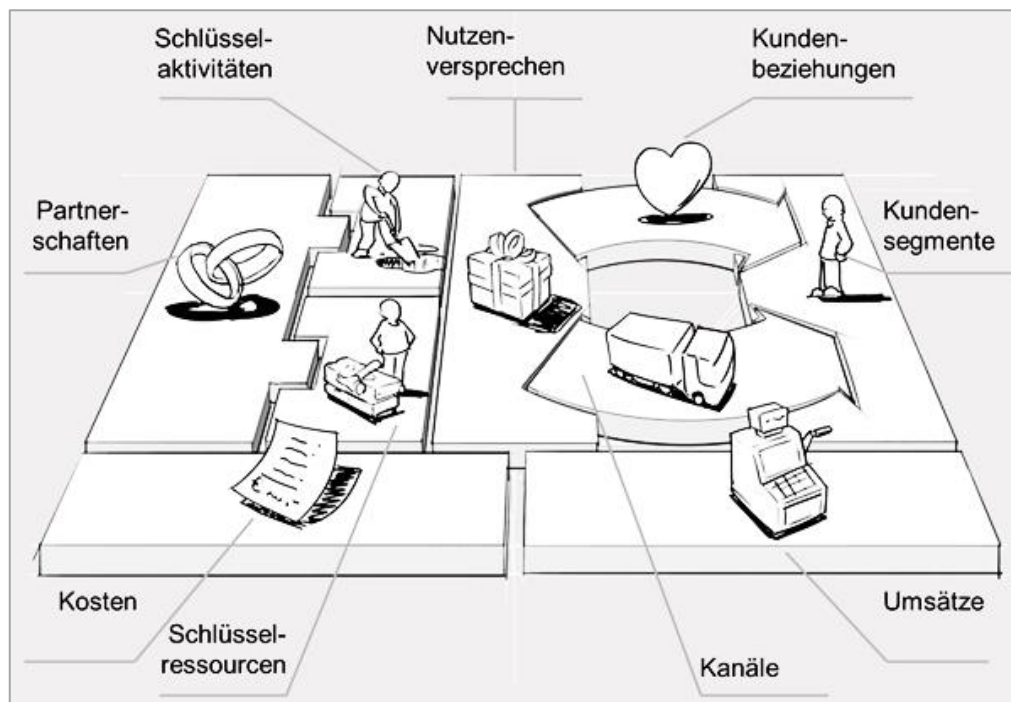 Schlüssel-
aktivitäten
Nutzen-
versprechen
Kunden-
beziehungen
Partner-
schaften
Kunden-
segmente
Kosten
Schlüssel-
ressourcen
Kanäle
Umsätze